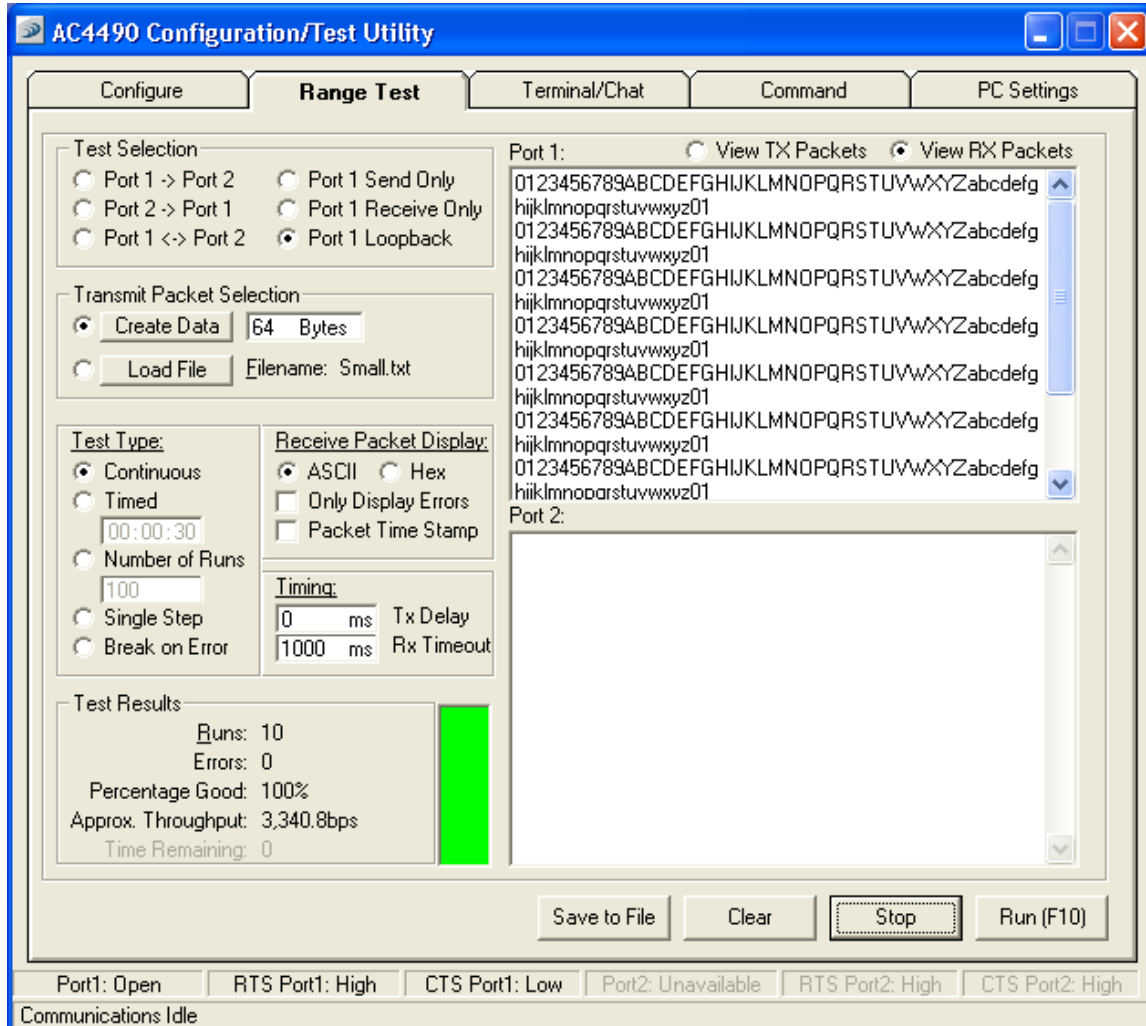 AC4490 Configuration/Test Utility
Configure
Range Test
Terminal/Chat
Command
PC Settings
Test Selection
Port 1 -> Port 2
Port 1 Send Only
Port 2 -> Port 1
Port 1 Receive Only
Port 1 <-> Port 2
Port 1 Loopback
Transmit Packet Selection
Create Data
64 Bytes
Load File
Filename: Small.txt
Test Type:
Continuous
Timed
00:00:30
Number of Runs
100
Single Step
Break on Error
Receive Packet Display:
ASCII
Hex
Only Display Errors
Packet Time Stamp
Timing:
0 ms Tx Delay
1000 ms Rx Timeout
Test Results
Runs: 10
Errors: 0
Percentage Good: 100%
Approx. Throughput: 3,340.8bps
Time Remaining: 0
Port 1:
View TX Packets
View RX Packets
0123456789ABCDEFGHIJKLMNOPQRSTUVWXYZabcdefg
hijklmnopqrstuvwxyz01
0123456789ABCDEFGHIJKLMNOPQRSTUVWXYZabcdefg
hijklmnopqrstuvwxyz01
0123456789ABCDEFGHIJKLMNOPQRSTUVWXYZabcdefg
hijklmnopqrstuvwxyz01
0123456789ABCDEFGHIJKLMNOPQRSTUVWXYZabcdefg
hijklmnopqrstuvwxyz01
0123456789ABCDEFGHIJKLMNOPQRSTUVWXYZabcdefg
hijklmnopqrstuvwxyz01
0123456789ABCDEFGHIJKLMNOPQRSTUVWXYZabcdefg
hijklmnopqrstuvwxyz01
0123456789ABCDEFGHIJKLMNOPQRSTUVWXYZabcdefg
hijklmnopqrstuvwxyz01
Port 2:
Save to File
Clear
Stop
Run (F10)
Port1: Open
RTS Port1: High
CTS Port1: Low
Port2: Unavailable
RTS Port2: High
CTS Port2: High
Communications Idle